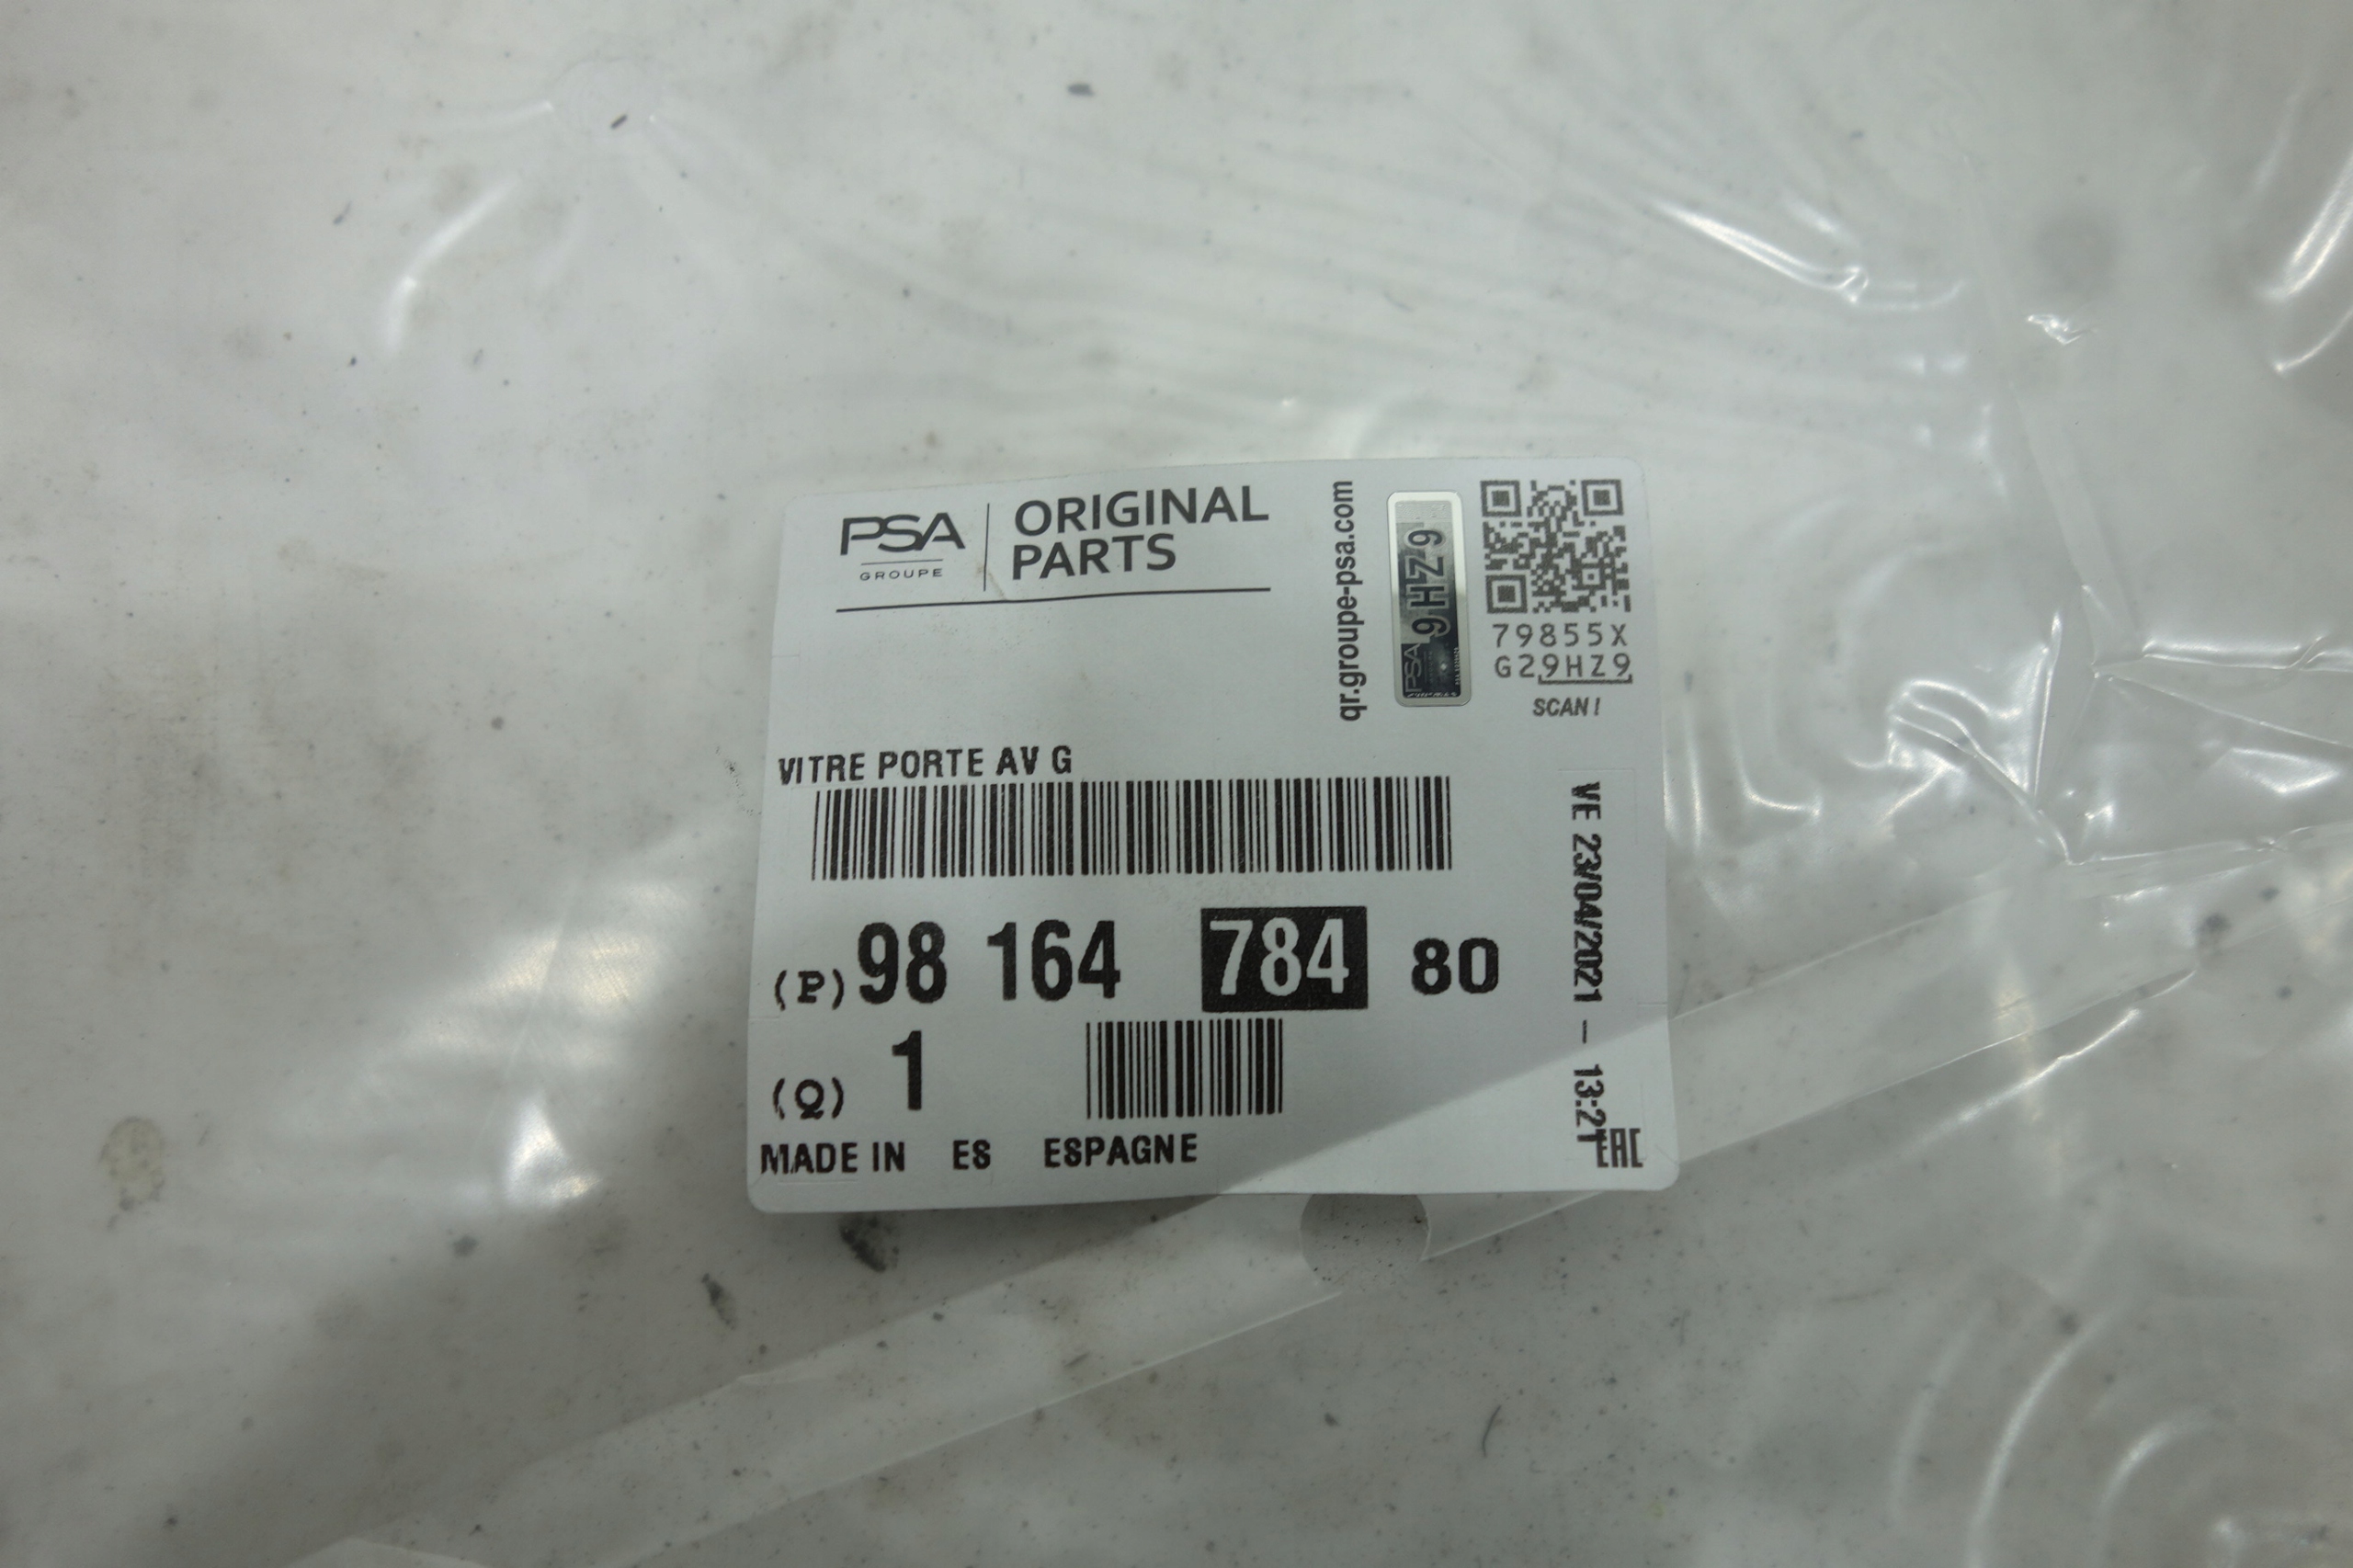 PSA
GROUPE
ORIGINAL
PARTS
qr.groupe-psa.com
PSA 9HZ9
79855X
G29HZ9
SCAN!
VITRE PORTE AV G
(P) 98 164 784 80
(Q) 1
MADE IN ES ESPAGNE
VE 23/04/2021 - 13:21
EAC